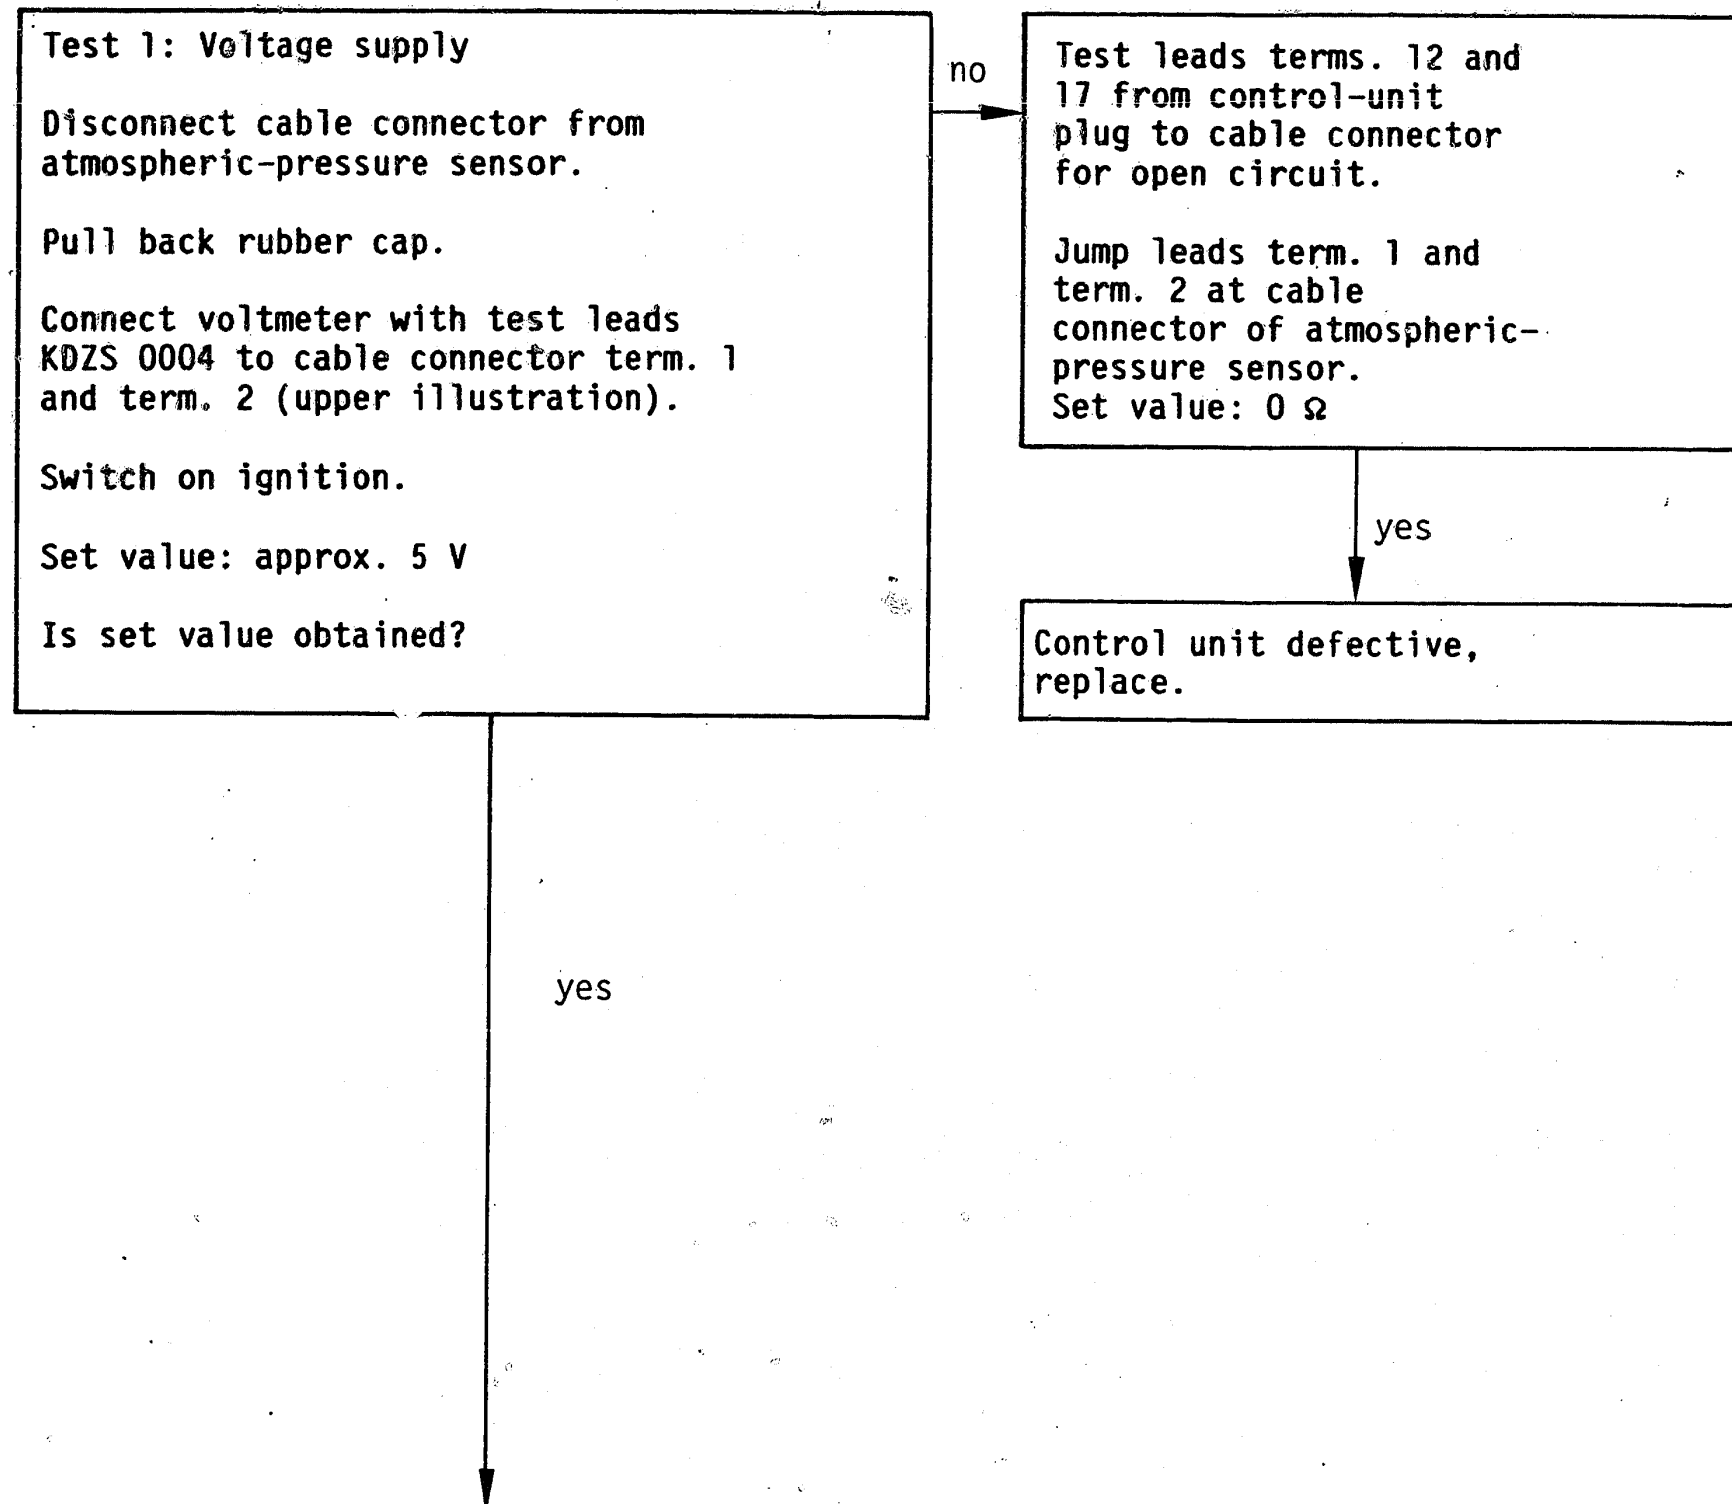 Test 1: Voltage supply
Disconnect cable connector from
atmospheric-pressure sensor.
Pull back rubber cap.
Connect voltmeter with test leads
KDZS 0004 to cable connector term. 1
and term. 2 (upper illustration).
Switch on ignition.
Set value: approx. 5 V
Is set value obtained?
no
Test leads terms. 12 and
17 from control-unit
plug to cable connector
for open circuit.
Jump leads term. 1 and
term. 2 at cable
connector of atmospheric-
pressure sensor.
Set value: 0 Ω
yes
Control unit defective,
replace.
yes